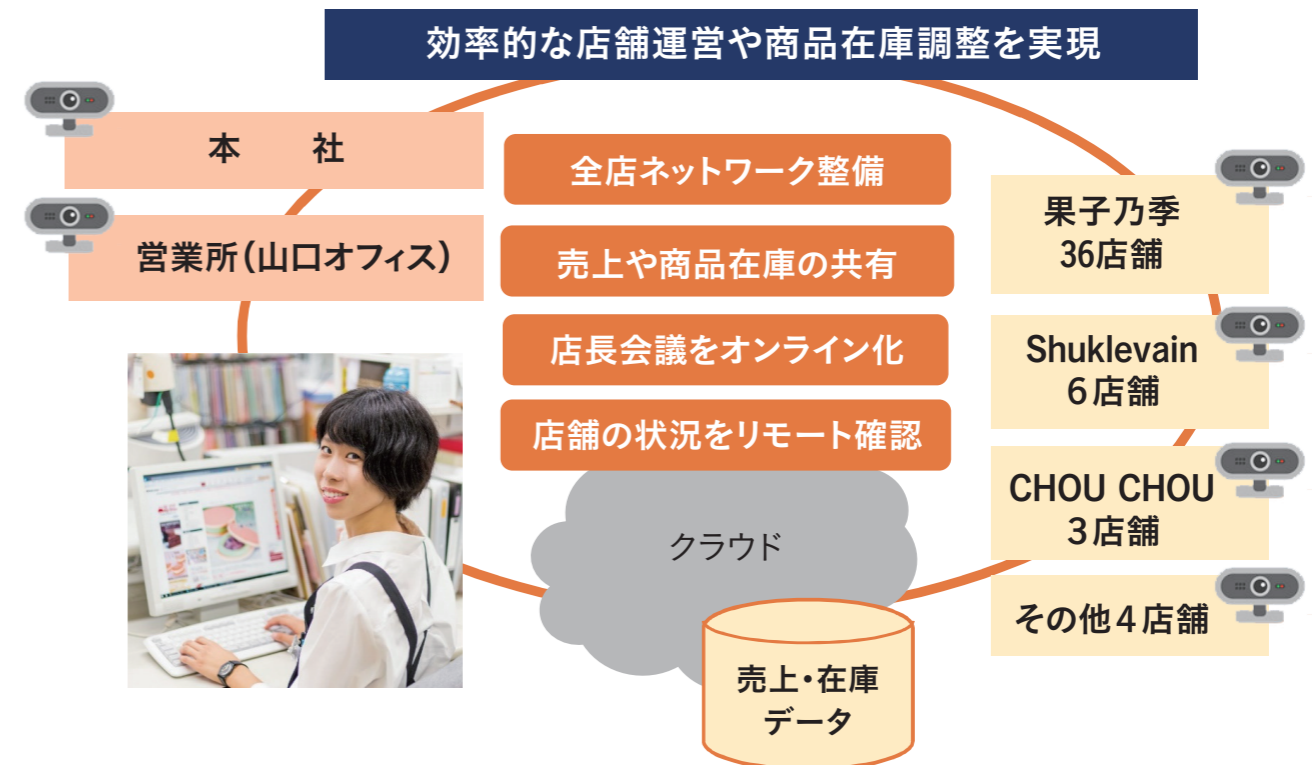 効率的な店舗運営や商品在庫調整を実現
本　社
営業所(山口オフィス)
全店ネットワーク整備
売上や商品在庫の共有
店長会議をオンライン化
店舗の状況をリモート確認
果子乃季
36店舗
Shuklevain
6店舗
CHOU CHOU
3店舗
その他4店舗
クラウド
売上・在庫
データ